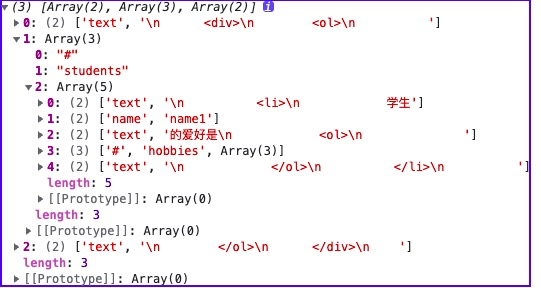 ▼(3) [Array(2), Array(3), Array(2)] i
▶ 0: (2) ['text', '\n      <div>\n      <ol>\n          ']
▼ 1: Array(3)
0: "#"
1: "students"
▼ 2: Array(5)
▶ 0: (2) ['text', '\n          <li>\n            学生']
▶ 1: (2) ['name', 'name1']
▶ 2: (2) ['text', '的爱好是\n            <ol>\n              ']
▶ 3: (3) ['#', 'hobbies', Array(3)]
▶ 4: (2) ['text', '\n            </ol>\n          </li>\n          ']
length: 5
▶ [[Prototype]]: Array(0)
length: 3
▶ [[Prototype]]: Array(0)
▶ 2: (2) ['text', '\n        </ol>\n      </div>\n    ']
length: 3
▶ [[Prototype]]: Array(0)